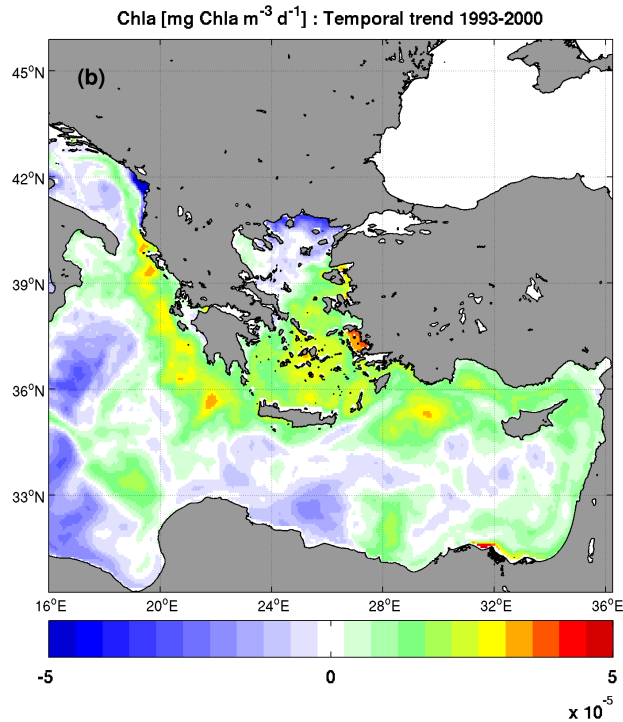 Chla [mg Chla m⁻³ d⁻¹] : Temporal trend 1993-2000
(b)
45°N
42°N
39°N
36°N
33°N
16°E 20°E 24°E 28°E 32°E 36°E
-5 0 5
x 10⁻⁵